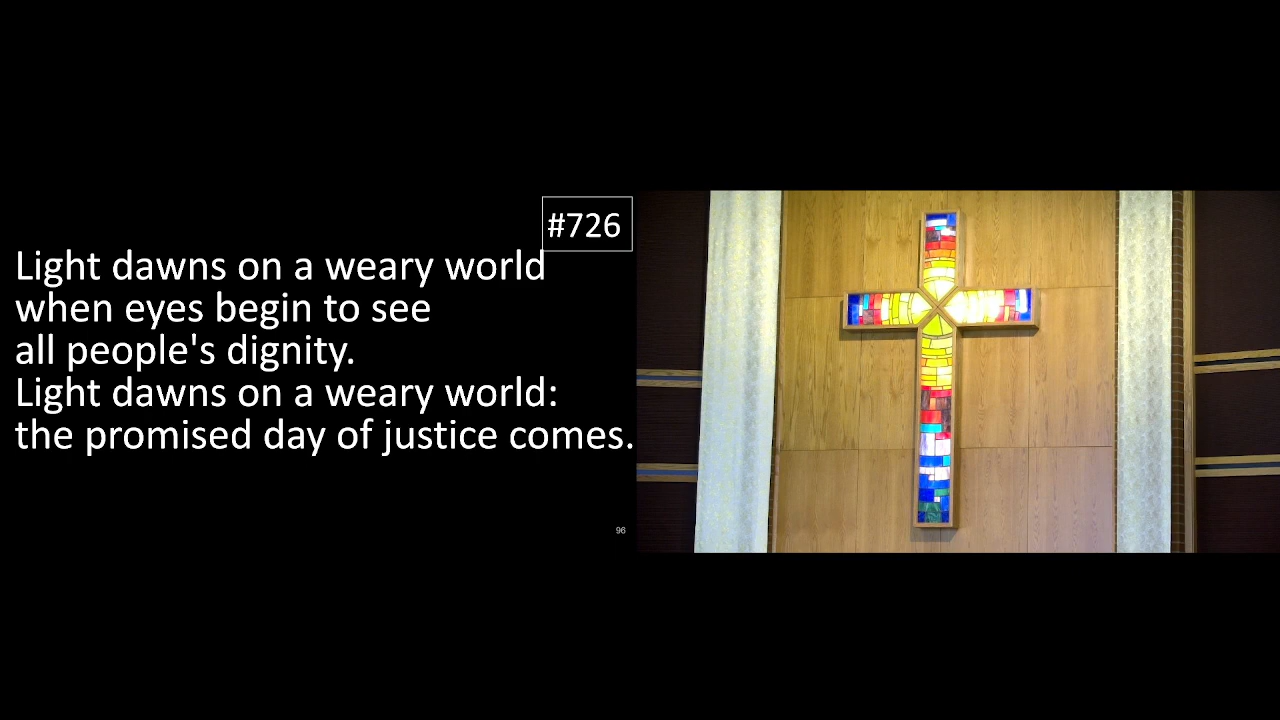 #726
Light dawns on a weary world
when eyes begin to see
all people's dignity.
Light dawns on a weary world:
the promised day of justice comes.
96